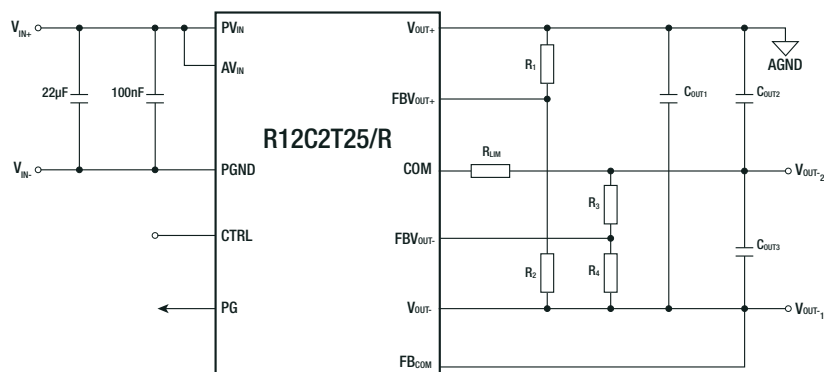 VIN+
PVIN
VOUT+
AGND
R1
AVIN
22µF
100nF
FBVOUT+
COUT1
COUT2
R12C2T25/R
RLIM
VIN-
PGND
COM
VOUT-2
R3
CTRL
FBVOUT-
COUT3
R2
R4
PG
VOUT-
VOUT-1
FBCOM